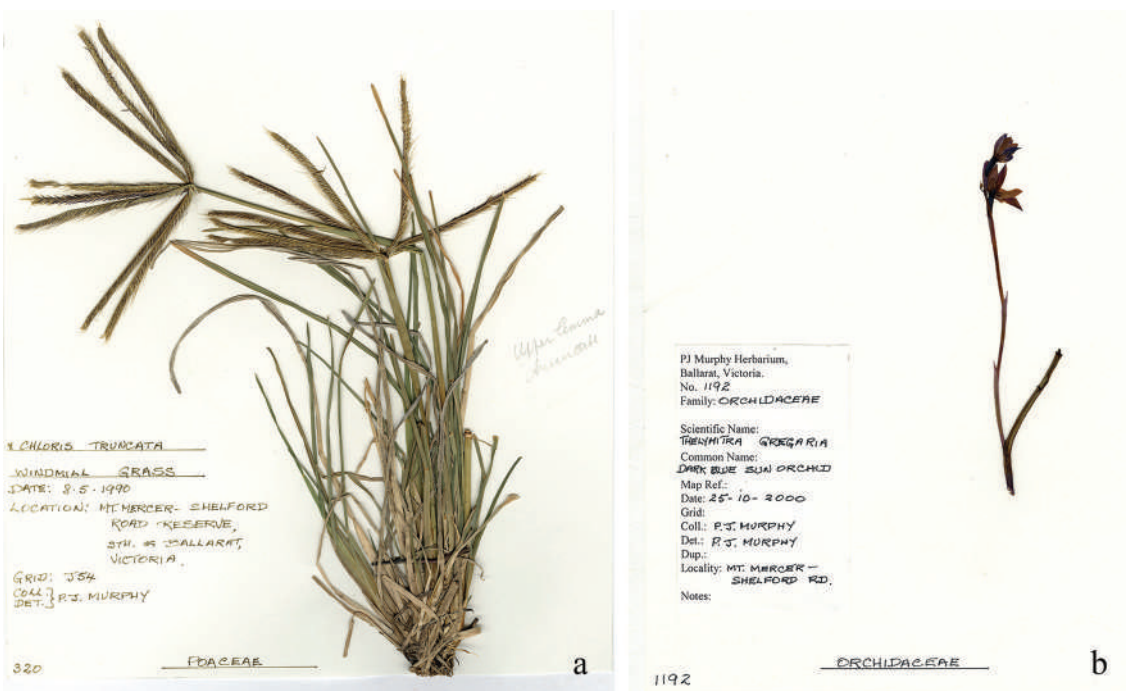 Upper lemma
* CHLORIS TRUNCATA
WINDMILL GRASS
DATE: 8.5.1990
LOCATION: MT. MERCER- SHELFORD
ROAD RESERVE,
STH. OF BALLARAT,
VICTORIA.
GRID: J54
COLL. } P.J. MURPHY
DET.
320
POACEAE
a
PJ Murphy Herbarium,
Ballarat, Victoria.
No. 1192
Family: ORCHIDACEAE
Scientific Name:
THELYMITRA GREGARIA
Common Name:
DARK BLUE SUN ORCHID
Map Ref.:
Date: 25-10-2000
Grid:
Coll.: P.J. MURPHY
Det.: P.J. MURPHY
Dup.:
Locality: MT. MERCER-
SHELFORD RD.
Notes:
1192
ORCHIDACEAE
b